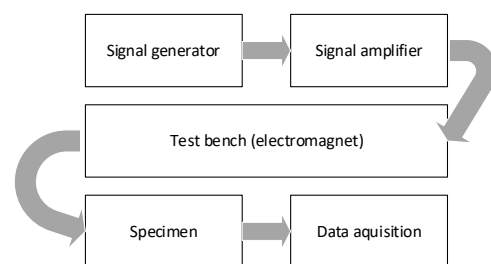 Signal generator
Signal amplifier
Test bench (electromagnet)
Specimen
Data aquisition